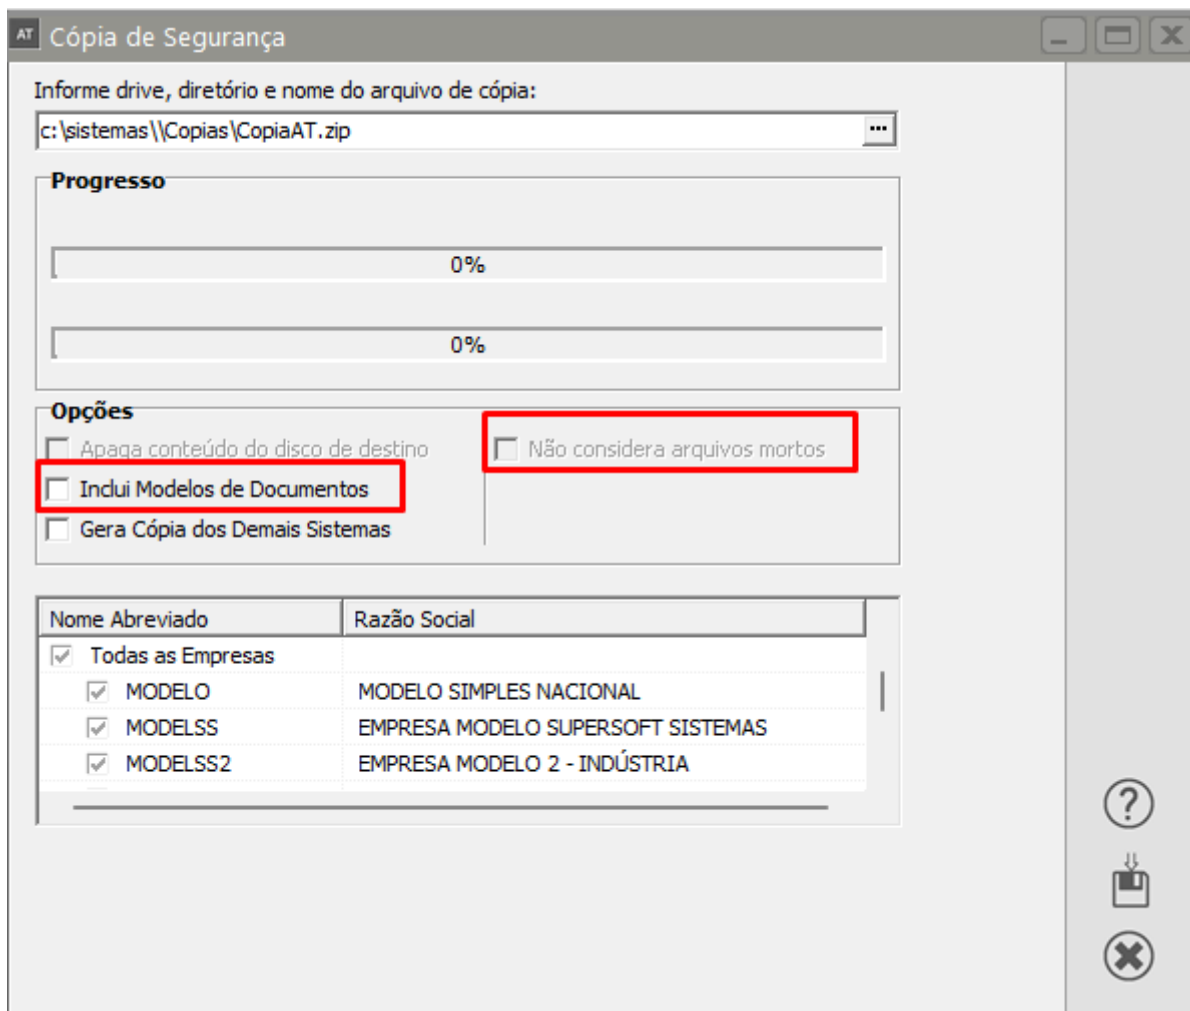 AT Cópia de Segurança
Informe drive, diretório e nome do arquivo de cópia:
c:\sistemas\\Copias\CopiaAT.zip ...
Progresso
0%
0%
Opções
Apaga conteúdo do disco de destino
Não considera arquivos mortos
Inclui Modelos de Documentos
Gera Cópia dos Demais Sistemas
Nome Abreviado Razão Social
Todas as Empresas
MODELO MODELO SIMPLES NACIONAL
MODELSS EMPRESA MODELO SUPERSOFT SISTEMAS
MODELSS2 EMPRESA MODELO 2 - INDÚSTRIA
?